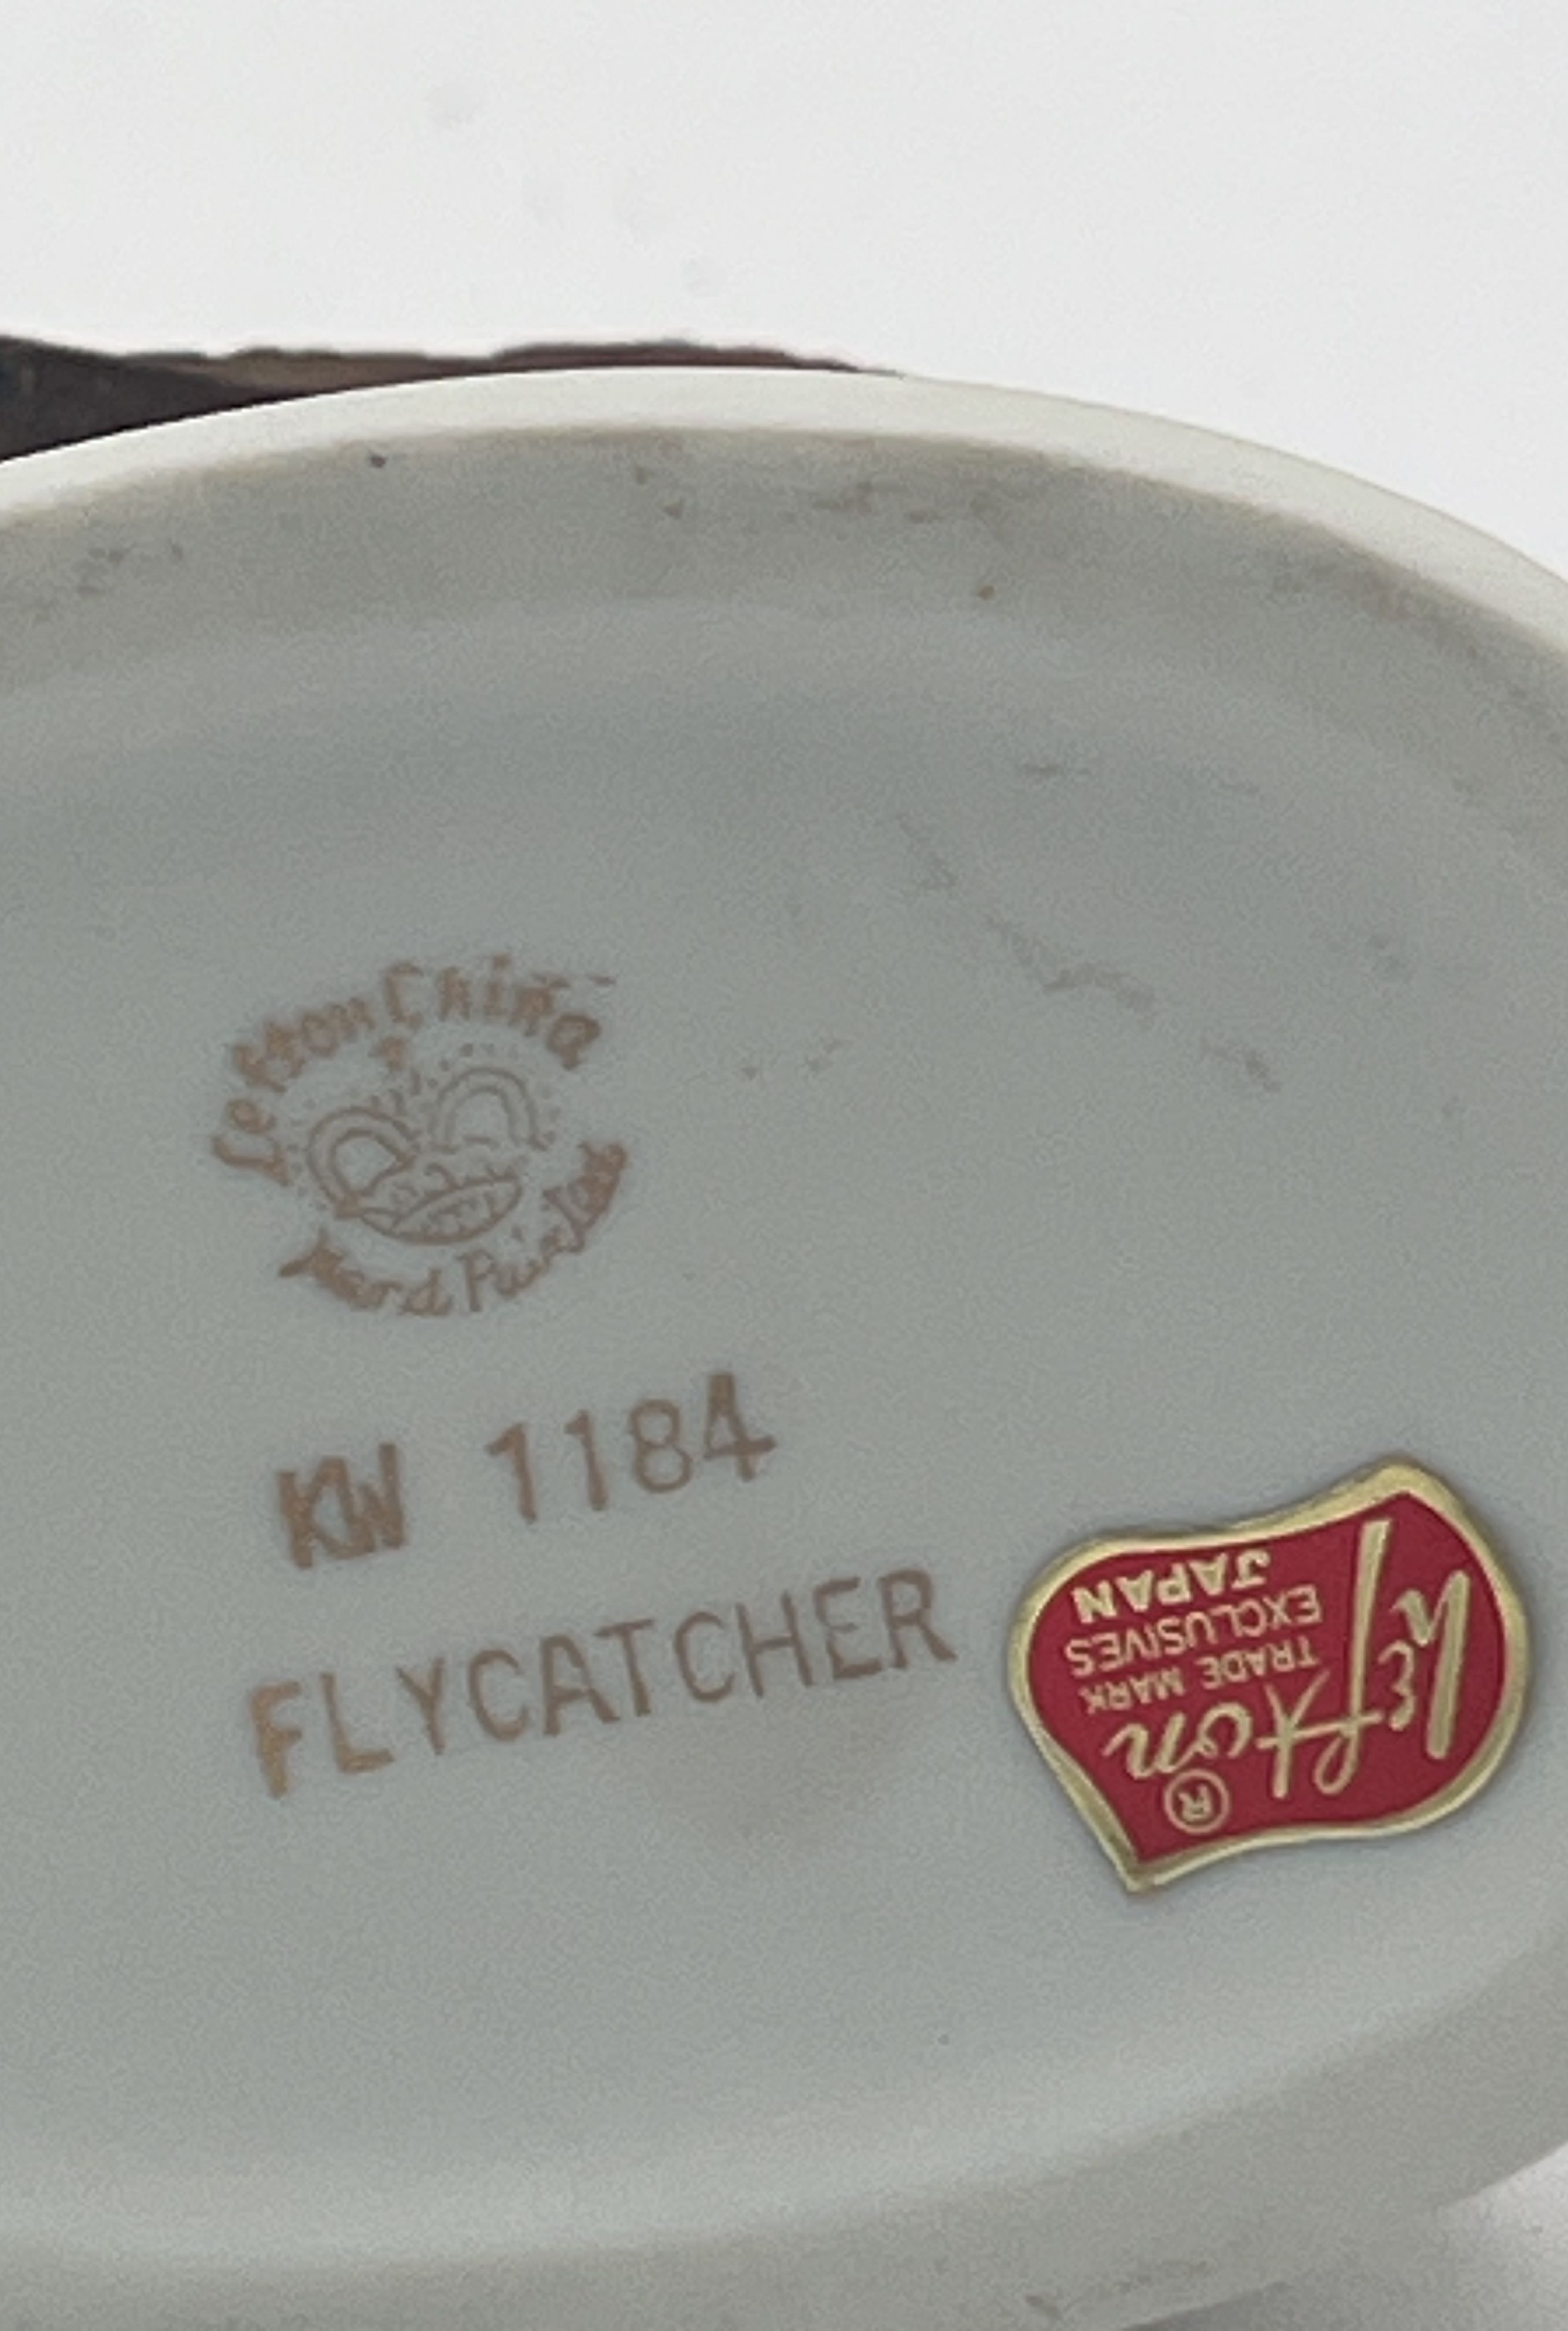 Lefton China
Hand Painted
KW 1184
FLYCATCHER
Lefton ®
TRADE MARK
EXCLUSIVES
JAPAN